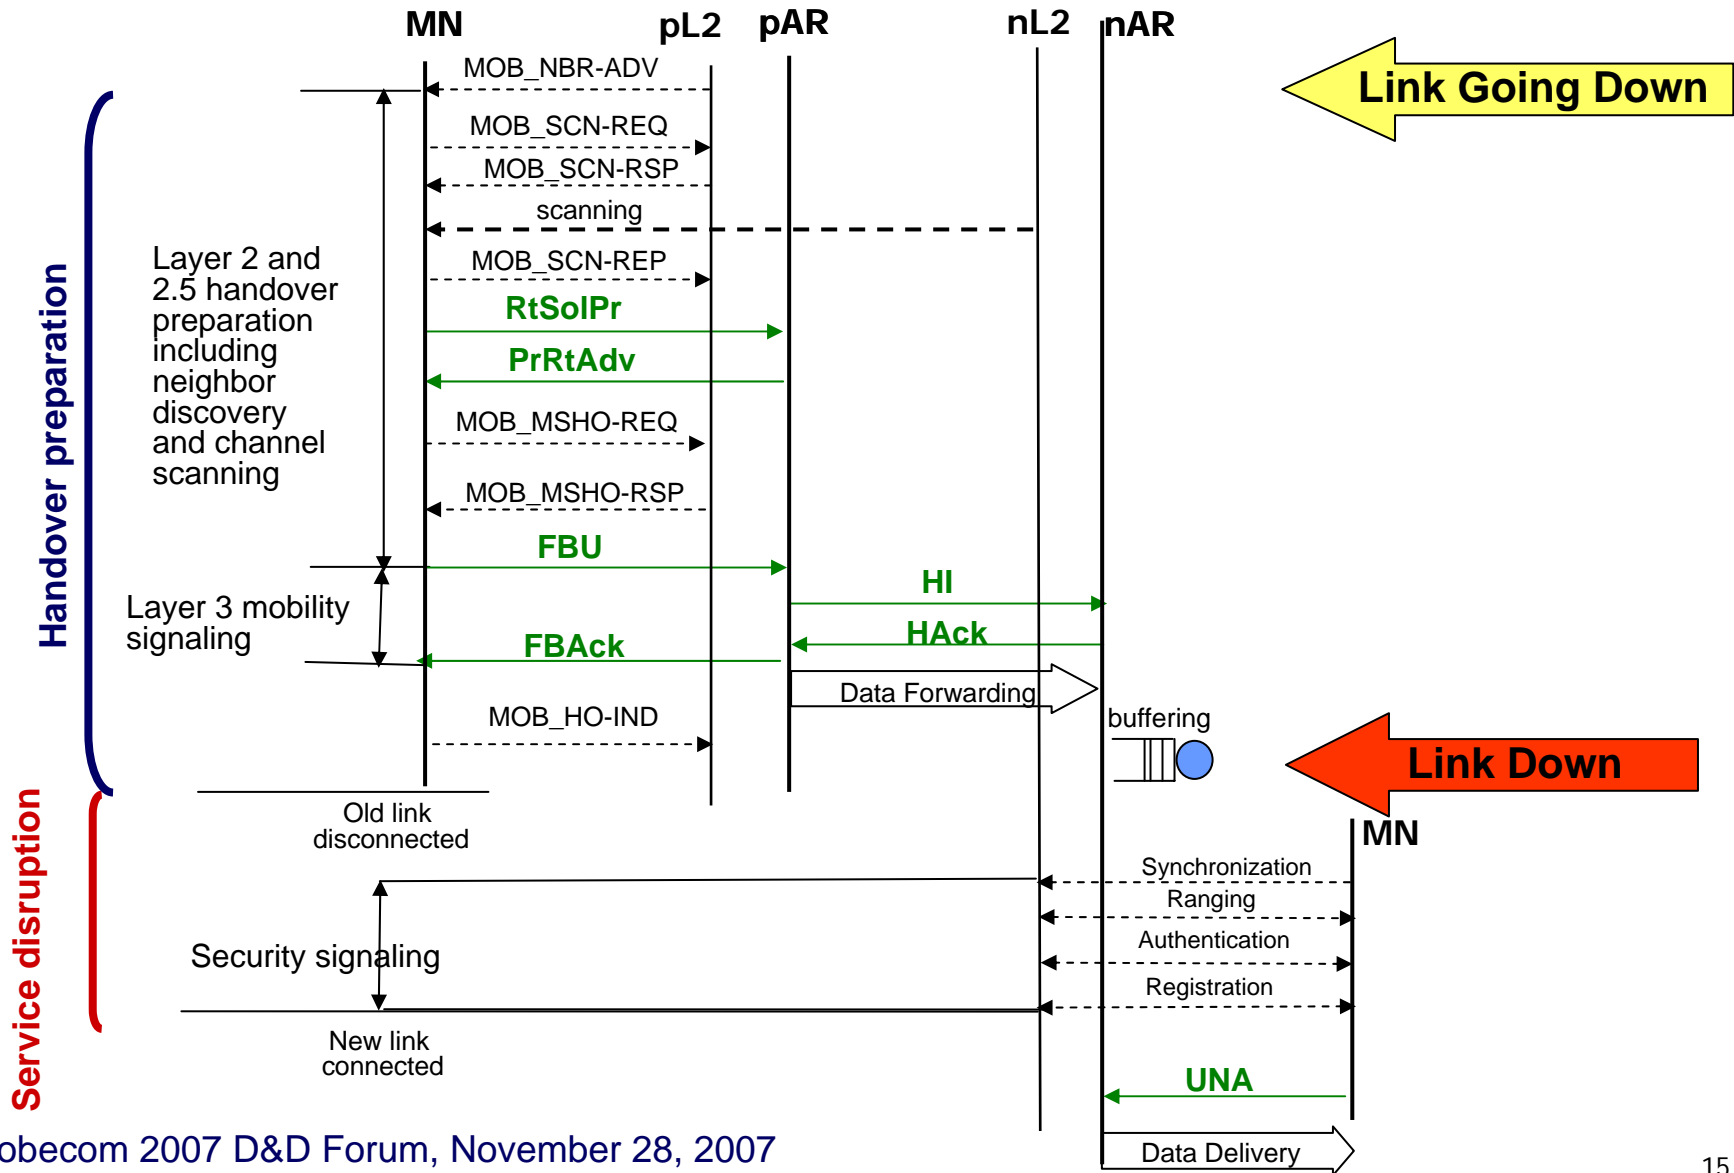 MN
pL2
pAR
nL2
nAR
MOB_NBR-ADV
Link Going Down
MOB_SCN-REQ
MOB_SCN-RSP
scanning
Layer 2 and
2.5 handover
preparation
including
neighbor
discovery
and channel
scanning
MOB_SCN-REP
RtSolPr
PrRtAdv
MOB_MSHO-REQ
MOB_MSHO-RSP
Handover preparation
FBU
HI
Layer 3 mobility
signaling
HAck
FBAck
Data Forwarding
MOB_HO-IND
buffering
Link Down
Old link
disconnected
MN
Service disruption
Synchronization
Ranging
Authentication
Security signaling
Registration
New link
connected
UNA
obecom 2007 D&D Forum, November 28, 2007
Data Delivery
15